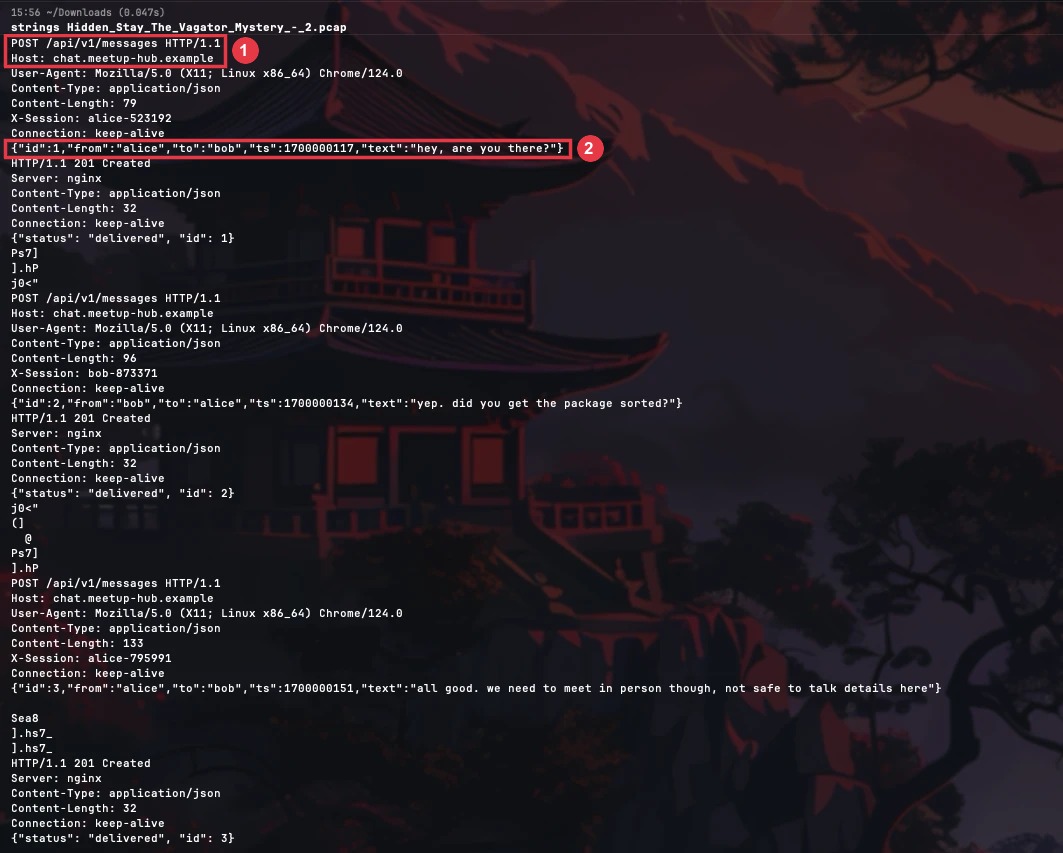 15:56 ~/Downloads (0.047s)
strings Hidden_Stay_The_Vagator_Mystery_-_2.pcap
POST /api/v1/messages HTTP/1.1
1
Host: chat.meetup-hub.example
User-Agent: Mozilla/5.0 (X11; Linux x86_64) Chrome/124.0
Content-Type: application/json
Content-Length: 79
X-Session: alice-523192
Connection: keep-alive
{"id":1,"from":"alice","to":"bob","ts":1700000117,"text":"hey, are you there?"}
2
HTTP/1.1 201 Created
Server: nginx
Content-Type: application/json
Content-Length: 32
Connection: keep-alive
{"status": "delivered", "id": 1}
Ps7]
].hP
j0<"
POST /api/v1/messages HTTP/1.1
Host: chat.meetup-hub.example
User-Agent: Mozilla/5.0 (X11; Linux x86_64) Chrome/124.0
Content-Type: application/json
Content-Length: 96
X-Session: bob-873371
Connection: keep-alive
{"id":2,"from":"bob","to":"alice","ts":1700000134,"text":"yep. did you get the package sorted?"}
HTTP/1.1 201 Created
Server: nginx
Content-Type: application/json
Content-Length: 32
Connection: keep-alive
{"status": "delivered", "id": 2}
j0<"
(]
@
Ps7]
].hP
POST /api/v1/messages HTTP/1.1
Host: chat.meetup-hub.example
User-Agent: Mozilla/5.0 (X11; Linux x86_64) Chrome/124.0
Content-Type: application/json
Content-Length: 133
X-Session: alice-795991
Connection: keep-alive
{"id":3,"from":"alice","to":"bob","ts":1700000151,"text":"all good. we need to meet in person though, not safe to talk details here"}
Sea8
].hs7_
].hs7_
HTTP/1.1 201 Created
Server: nginx
Content-Type: application/json
Content-Length: 32
Connection: keep-alive
{"status": "delivered", "id": 3}